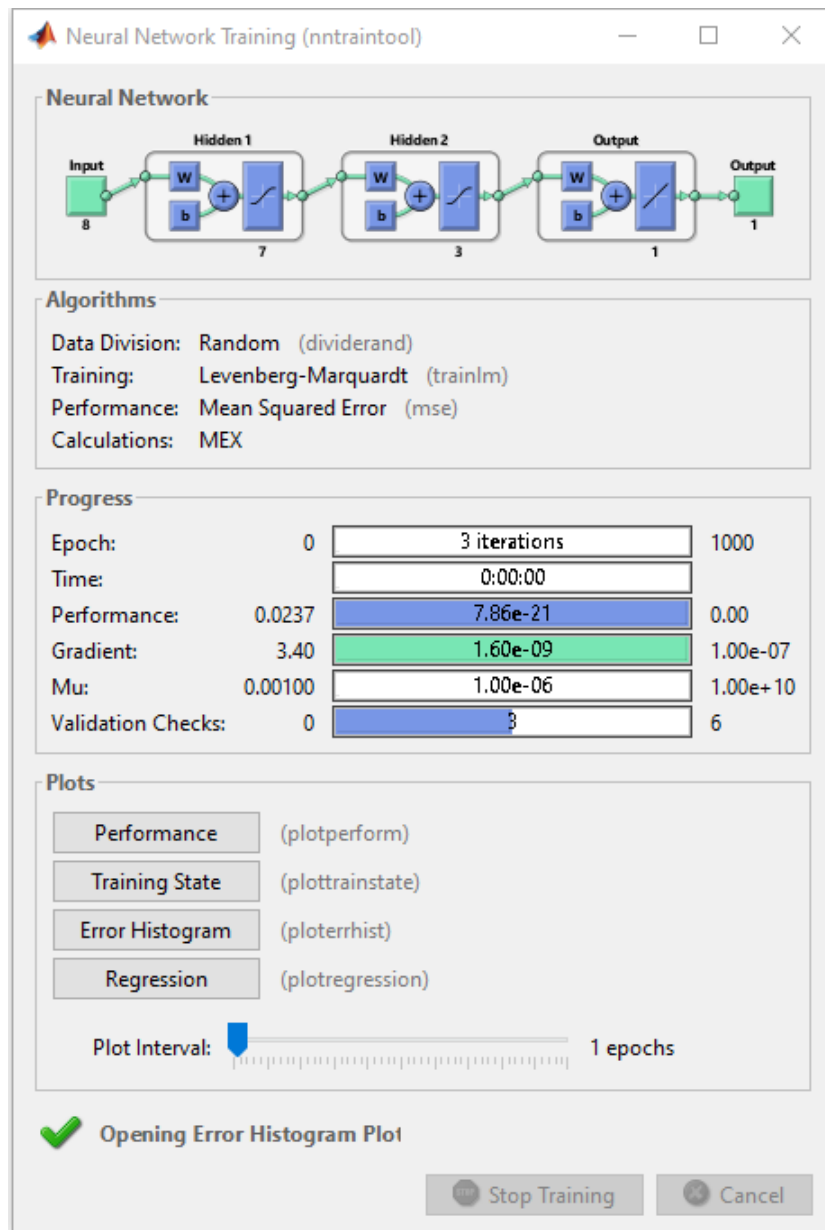 Neural Network Training (nntraintool)
Neural Network
Hidden 1 Hidden 2 Output
Input Output
W W W
b b b
8 7 3 1 1
Algorithms
Data Division: Random (dividerand)
Training: Levenberg-Marquardt (trainlm)
Performance: Mean Squared Error (mse)
Calculations: MEX
Progress
Epoch: 0 3 iterations 1000
Time: 0:00:00
Performance: 0.0237 7.86e-21 0.00
Gradient: 3.40 1.60e-09 1.00e-07
Mu: 0.00100 1.00e-06 1.00e+10
Validation Checks: 0 3 6
Plots
Performance (plotperform)
Training State (plottrainstate)
Error Histogram (ploterrhist)
Regression (plotregression)
Plot Interval: 1 epochs
Opening Error Histogram Plot
Stop Training Cancel